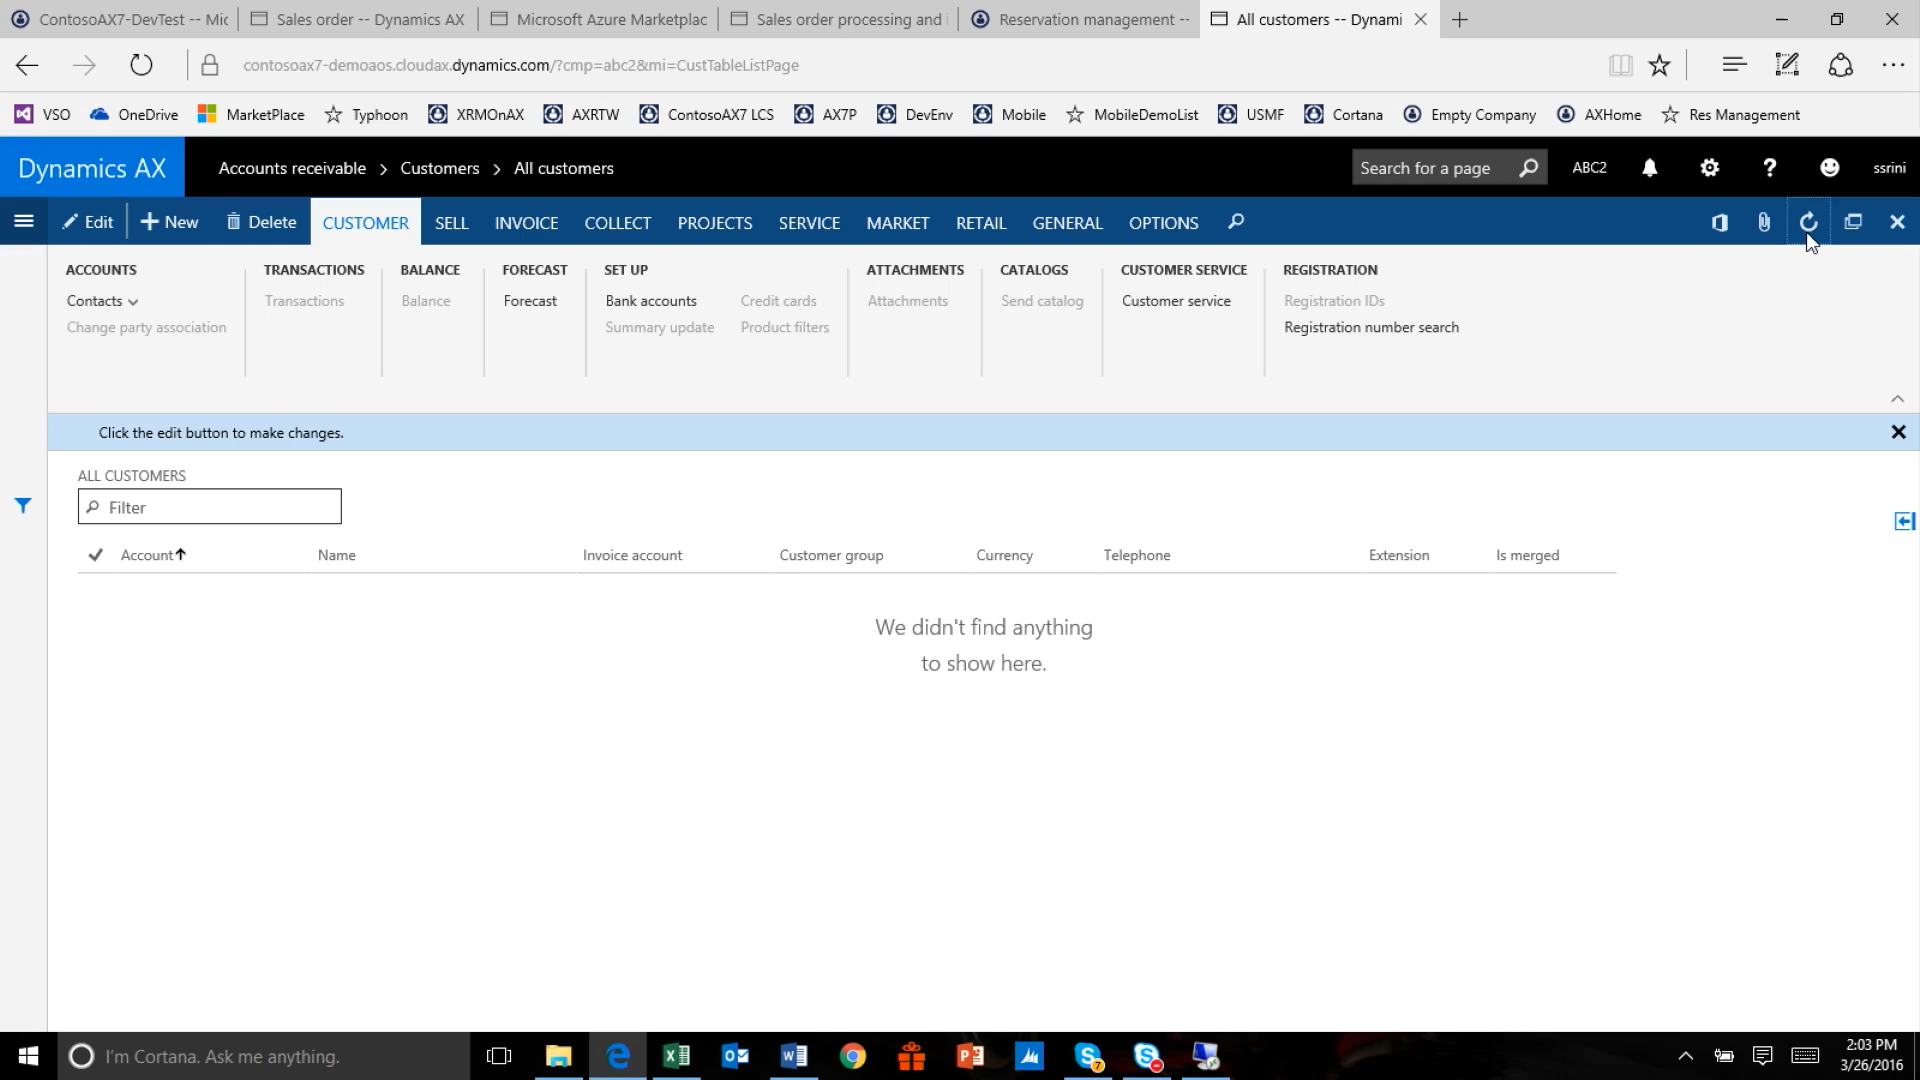 ContosoAX7-DevTest -- Mic
Sales order -- Dynamics AX
Microsoft Azure Marketplac
Sales order processing and
Reservation management --
All customers -- Dynami
contosoax7-demoaos.cloudax.dynamics.com/?cmp=abc2&mi=CustTableListPage
VSO OneDrive MarketPlace Typhoon XRMOnAX AXRTW ContosoAX7 LCS AX7P DevEnv Mobile MobileDemoList USMF Cortana Empty Company AXHome Res Management
Dynamics AX Accounts receivable > Customers > All customers Search for a page ABC2 ssrini
Edit New Delete CUSTOMER SELL INVOICE COLLECT PROJECTS SERVICE MARKET RETAIL GENERAL OPTIONS
ACCOUNTS TRANSACTIONS BALANCE FORECAST SET UP ATTACHMENTS CATALOGS CUSTOMER SERVICE REGISTRATION
Contacts Transactions Balance Forecast Bank accounts Credit cards Attachments Send catalog Customer service Registration IDs
Change party association Summary update Product filters Registration number search
Click the edit button to make changes.
ALL CUSTOMERS
Filter
Account Name Invoice account Customer group Currency Telephone Extension Is merged
We didn't find anything
to show here.
I'm Cortana. Ask me anything.
7
2:03 PM
3/26/2016